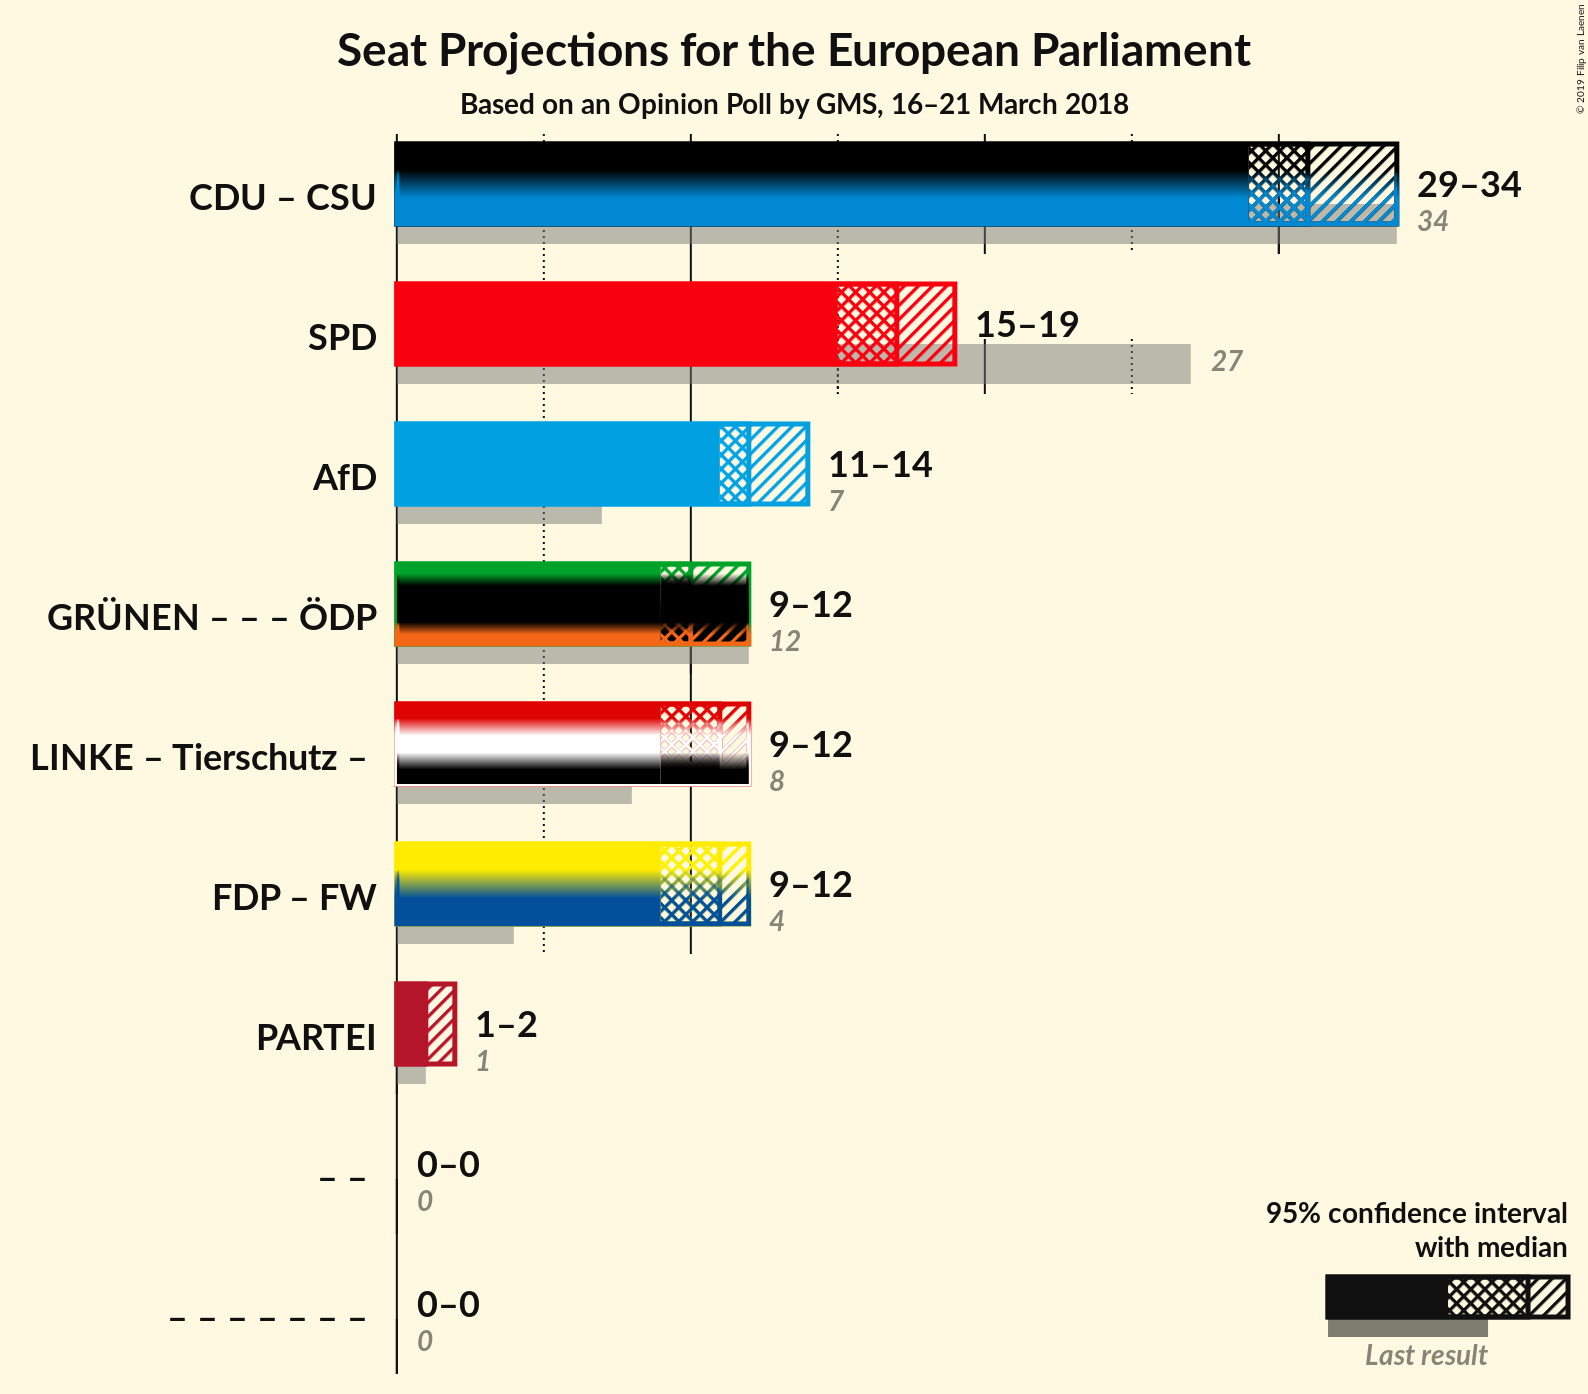 Seat Projections for the European Parliament
Based on an Opinion Poll by GMS, 16–21 March 2018
© 2019 Filip van Laenen
CDU – CSU
29–34
34
SPD
15–19
27
AfD
11–14
7
GRÜNEN – – – ÖDP
9–12
12
LINKE – Tierschutz –
9–12
8
FDP – FW
9–12
4
PARTEI
1–2
1
– –
0–0
0
– – – – – – –
0–0
0
95% confidence interval
with median
Last result